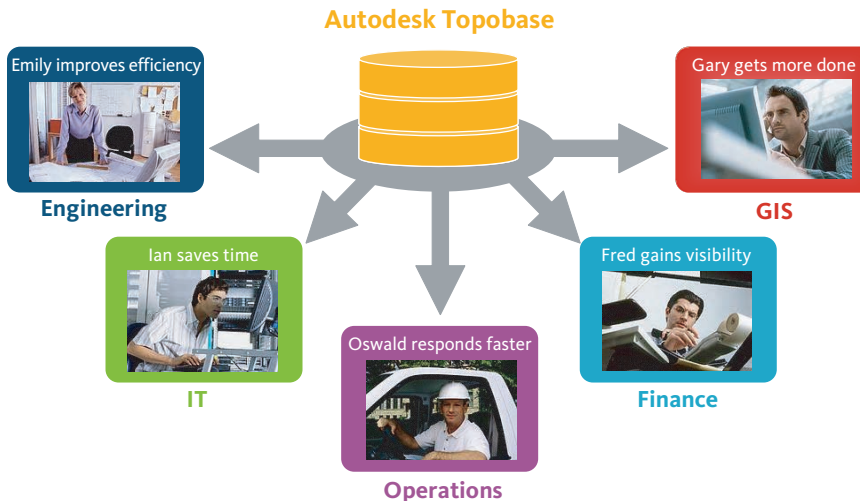 Autodesk Topobase
Emily improves efficiency
Engineering
Gary gets more done
GIS
Ian saves time
IT
Fred gains visibility
Finance
Oswald responds faster
Operations